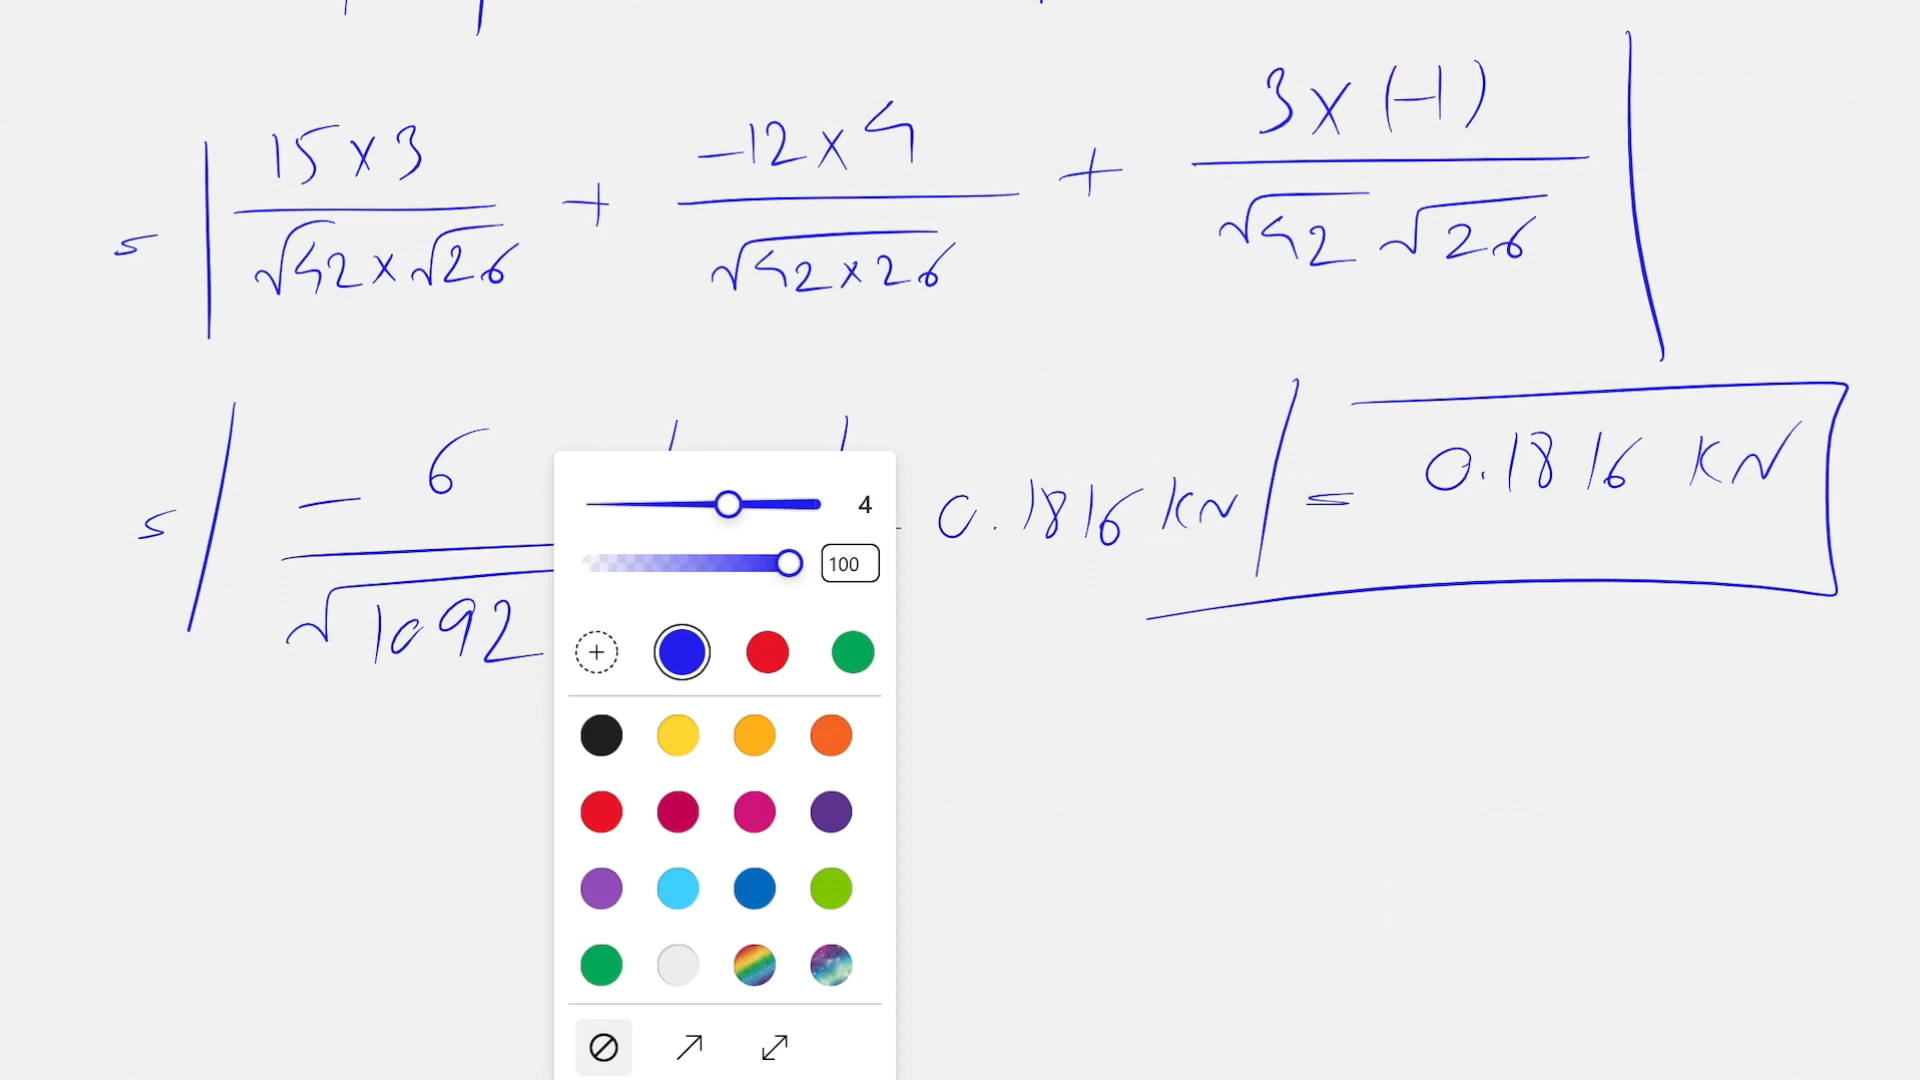 = | 15 x 3 / √42 x √26 + -12 x 4 / √42 x 26 + 3 x (-1) / √42 √26 |
= | -6 / √1092 0.1816 KN | = 0.1816 KN
4
100